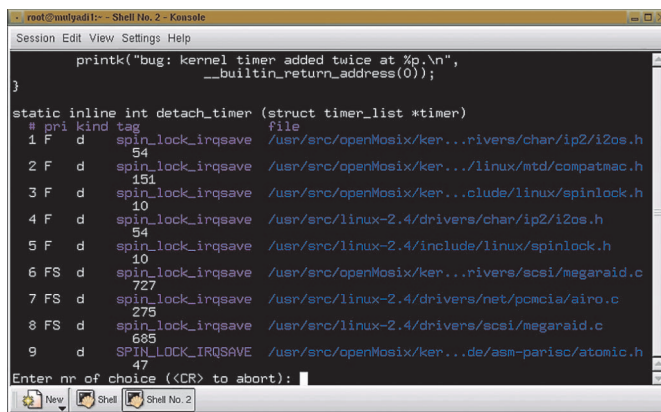 root@mulyadi1:~ - Shell No. 2 - Konsole
Session Edit View Settings Help
printk("bug: kernel timer added twice at %p.\n",
__builtin_return_address(0));
}
static inline int detach_timer (struct timer_list *timer)
# pri kind tag file
1 F d spin_lock_irqsave /usr/src/openMosix/ker...rivers/char/ip2/i2os.h
54
2 F d spin_lock_irqsave /usr/src/openMosix/ker.../linux/mtd/compatmac.h
151
3 F d spin_lock_irqsave /usr/src/openMosix/ker...clude/linux/spinlock.h
10
4 F d spin_lock_irqsave /usr/src/linux-2.4/drivers/char/ip2/i2os.h
54
5 F d spin_lock_irqsave /usr/src/linux-2.4/include/linux/spinlock.h
10
6 FS d spin_lock_irqsave /usr/src/openMosix/ker...rivers/scsi/megaraid.c
727
7 FS d spin_lock_irqsave /usr/src/linux-2.4/drivers/net/pcmcia/airo.c
275
8 FS d spin_lock_irqsave /usr/src/linux-2.4/drivers/scsi/megaraid.c
685
9 d SPIN_LOCK_IRQSAVE /usr/src/openMosix/ker...de/asm-parisc/atomic.h
47
Enter nr of choice (<CR> to abort):
New Shell Shell No. 2